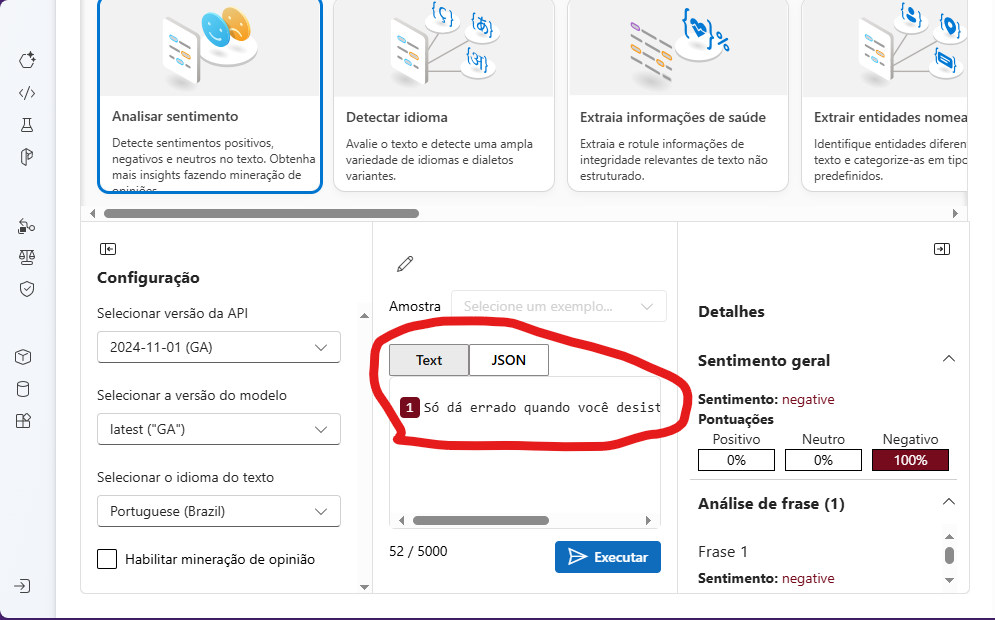 Analisar sentimento
Detecte sentimentos positivos,
negativos e neutros no texto. Obtenha
mais insights fazendo mineração de
opiniões.
Detectar idioma
Avalie o texto e detecte uma ampla
variedade de idiomas e dialetos
variantes.
Extraia informações de saúde
Extraia e rotule informações de
integridade relevantes de texto não
estruturado.
Extrair entidades nomea
Identifique entidades diferen
texto e categorize-as em tipo
predefinidos.
Configuração
Selecionar versão da API
2024-11-01 (GA)
Selecionar a versão do modelo
latest ("GA")
Selecionar o idioma do texto
Portuguese (Brazil)
Habilitar mineração de opinião
Amostra Selecione um exemplo...
Text JSON
1 Só dá errado quando você desist
52 / 5000
Executar
Detalhes
Sentimento geral
Sentimento: negative
Pontuações
Positivo Neutro Negativo
0% 0% 100%
Análise de frase (1)
Frase 1
Sentimento: negative